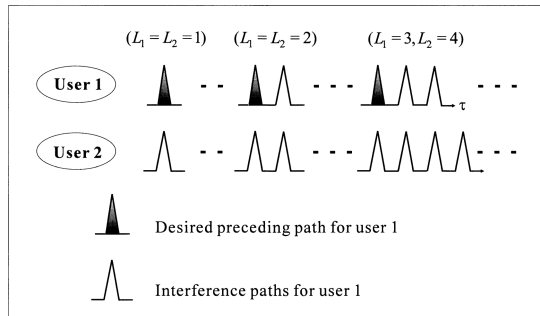 (L₁ = L₂ = 1) (L₁ = L₂ = 2) (L₁ = 3, L₂ = 4)
User 1
τ
User 2
Desired preceding path for user 1
Interference paths for user 1